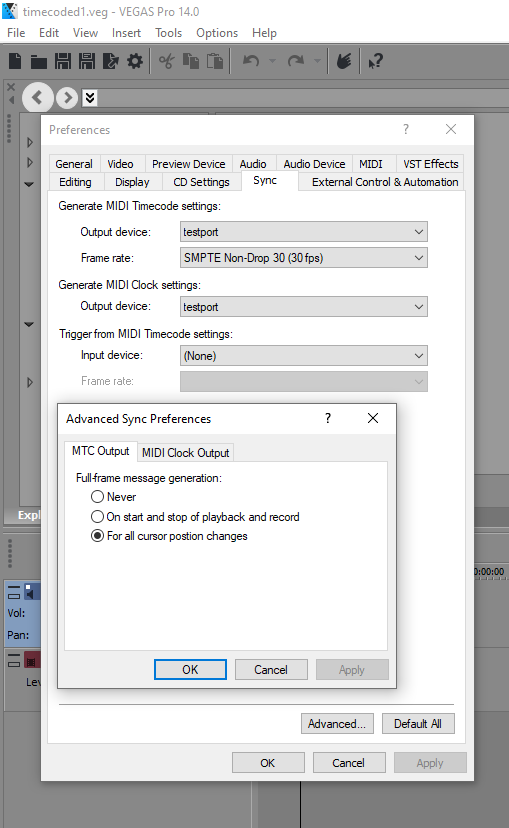 timecoded1.veg - VEGAS Pro 14.0
File Edit View Insert Tools Options Help
Preferences
General Video Preview Device Audio Audio Device MIDI VST Effects
Editing Display CD Settings Sync External Control & Automation
Generate MIDI Timecode settings:
Output device: testport
Frame rate: SMPTE Non-Drop 30 (30 fps)
Generate MIDI Clock settings:
Output device: testport
Trigger from MIDI Timecode settings:
Input device: (None)
Frame rate:
Advanced Sync Preferences
MTC Output MIDI Clock Output
Full-frame message generation:
Never
On start and stop of playback and record
For all cursor postion changes
Expl
0:00:00
Vol:
Pan:
OK Cancel Apply
Lev
Advanced... Default All
OK Cancel Apply